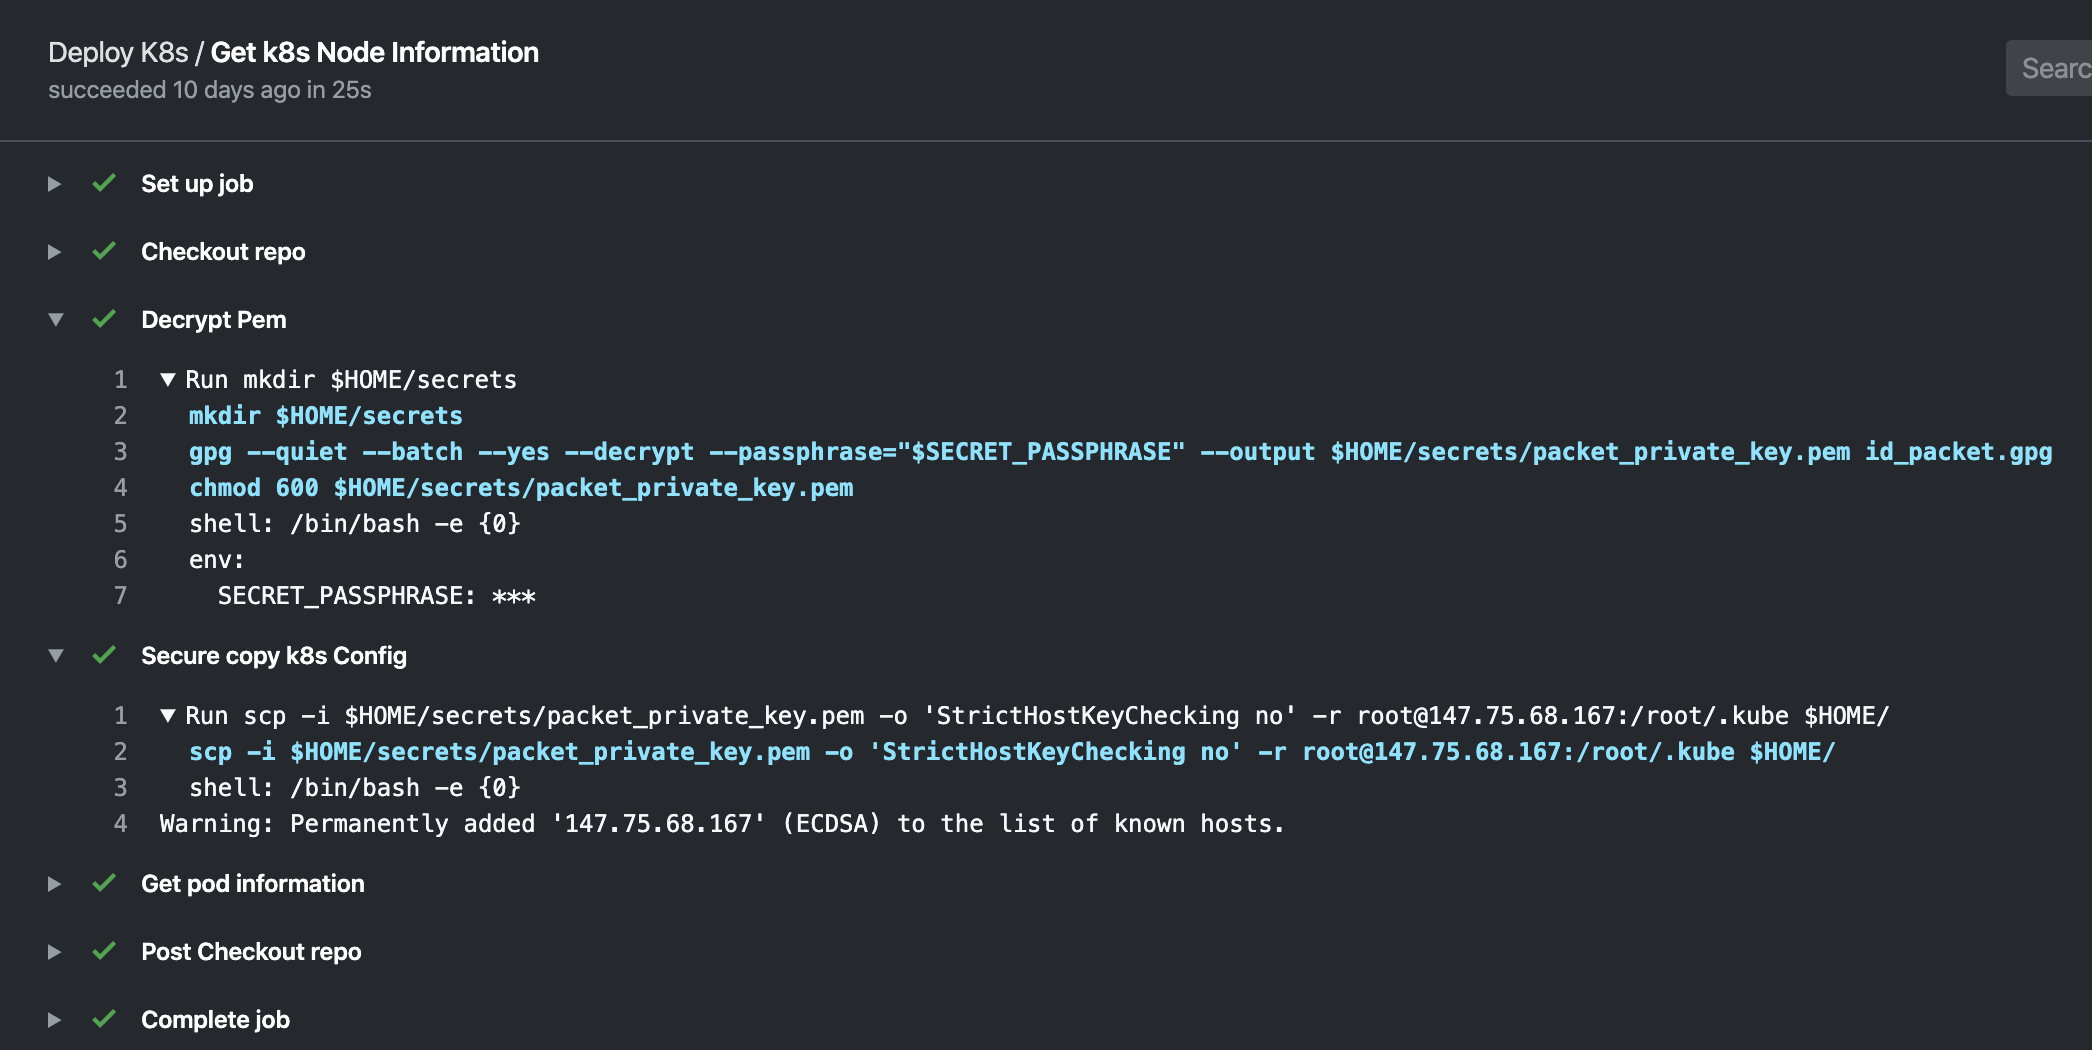 Deploy K8s / Get k8s Node Information
succeeded 10 days ago in 25s
Searc
Set up job
Checkout repo
Decrypt Pem
1 Run mkdir $HOME/secrets
2 mkdir $HOME/secrets
3 gpg --quiet --batch --yes --decrypt --passphrase="$SECRET_PASSPHRASE" --output $HOME/secrets/packet_private_key.pem id_packet.gpg
4 chmod 600 $HOME/secrets/packet_private_key.pem
5 shell: /bin/bash -e {0}
6 env:
7 SECRET_PASSPHRASE: ***
Secure copy k8s Config
1 Run scp -i $HOME/secrets/packet_private_key.pem -o 'StrictHostKeyChecking no' -r root@147.75.68.167:/root/.kube $HOME/
2 scp -i $HOME/secrets/packet_private_key.pem -o 'StrictHostKeyChecking no' -r root@147.75.68.167:/root/.kube $HOME/
3 shell: /bin/bash -e {0}
4 Warning: Permanently added '147.75.68.167' (ECDSA) to the list of known hosts.
Get pod information
Post Checkout repo
Complete job